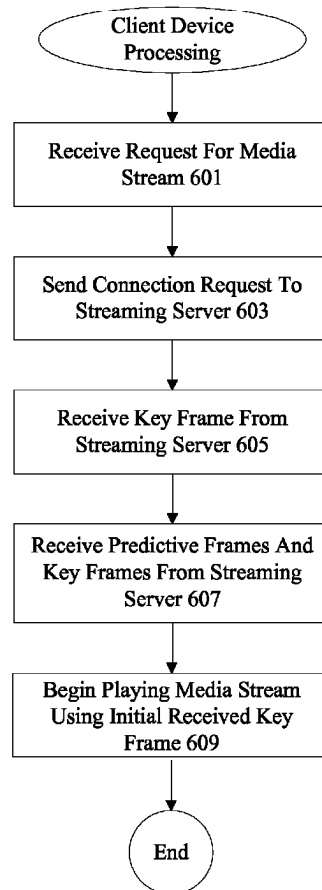 Client Device
Processing
Receive Request For Media
Stream 601
Send Connection Request To
Streaming Server 603
Receive Key Frame From
Streaming Server 605
Receive Predictive Frames And
Key Frames From Streaming
Server 607
Begin Playing Media Stream
Using Initial Received Key
Frame 609
End